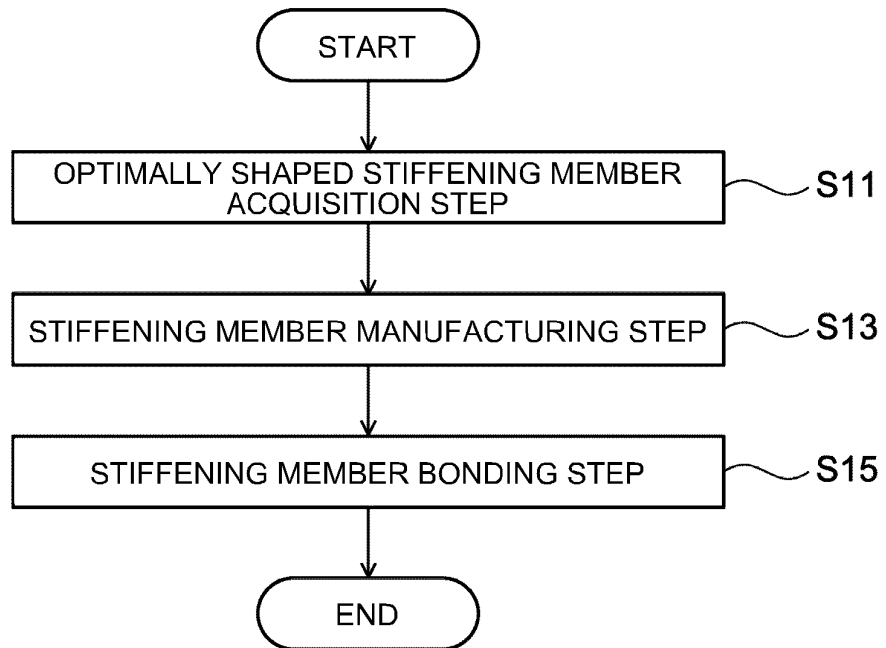 START
OPTIMALLY SHAPED STIFFENING MEMBER
ACQUISITION STEP
S11
STIFFENING MEMBER MANUFACTURING STEP
S13
STIFFENING MEMBER BONDING STEP
S15
END